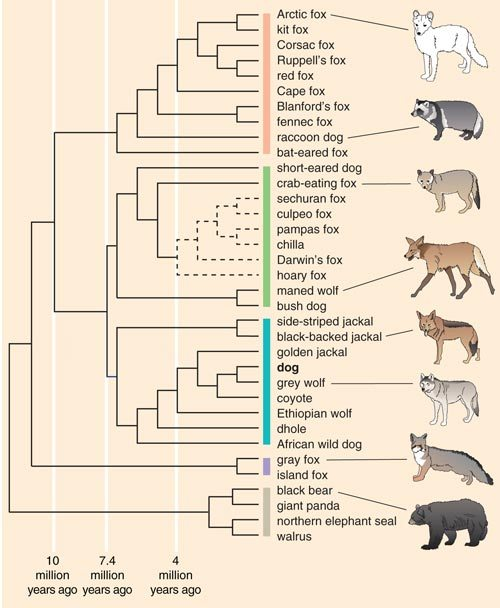 Arctic fox
kit fox
Corsac fox
Ruppell's fox
red fox
Cape fox
Blanford's fox
fennec fox
raccoon dog
bat-eared fox
short-eared dog
crab-eating fox
sechuran fox
culpeo fox
pampas fox
chilla
Darwin's fox
hoary fox
maned wolf
bush dog
side-striped jackal
black-backed jackal
golden jackal
dog
grey wolf
coyote
Ethiopian wolf
dhole
African wild dog
gray fox
island fox
black bear
giant panda
northern elephant seal
walrus
10
million
years ago
7.4
million
years ago
4
million
years ago